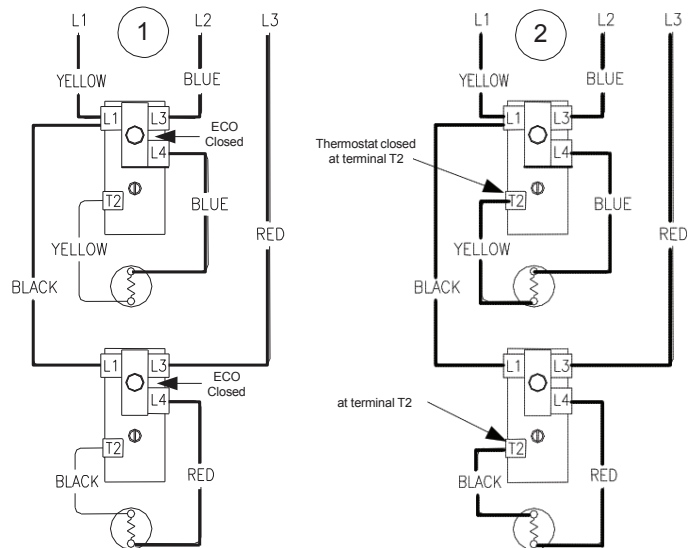 L1
1
L2
L3
YELLOW
BLUE
L1
L3
ECO
Closed
L4
T2
BLUE
YELLOW
RED
BLACK
L1
L3
ECO
Closed
L4
T2
BLACK
RED
L1
2
L2
L3
YELLOW
BLUE
L1
L3
Thermostat closed
at terminal T2
L4
T2
BLUE
YELLOW
RED
BLACK
L1
L3
L4
at terminal T2
T2
BLACK
RED